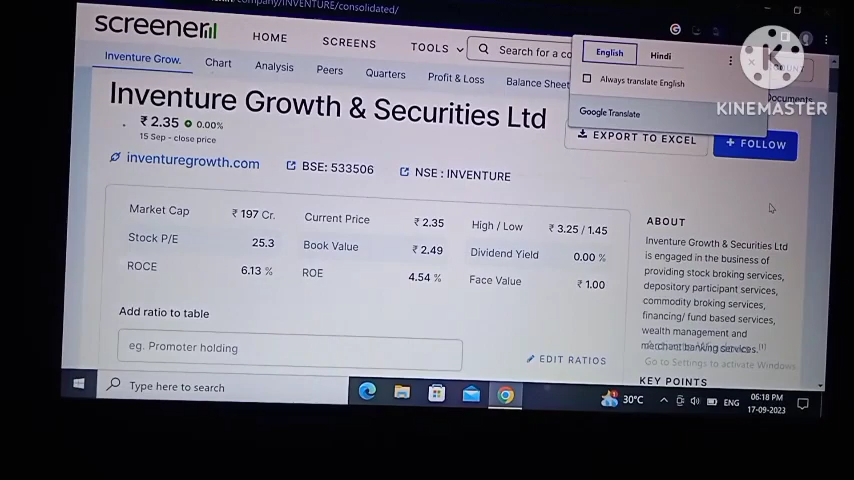 company/INVENTURE/consolidated/
screener
HOME
SCREENS
TOOLS
Search for a co
English
Hindi
Always translate English
Google Translate
KINEMASTER
Inventure Grow.
Chart
Analysis
Peers
Quarters
Profit & Loss
Balance Sheet
Documents
Inventure Growth & Securities Ltd
₹ 2.35 0.00%
15 Sep - close price
EXPORT TO EXCEL
+ FOLLOW
inventuregrowth.com
BSE: 533506
NSE : INVENTURE
Market Cap ₹ 197 Cr.
Current Price ₹ 2.35
High / Low ₹ 3.25 / 1.45
Stock P/E 25.3
Book Value ₹ 2.49
Dividend Yield 0.00 %
ROCE 6.13 %
ROE 4.54 %
Face Value ₹ 1.00
Add ratio to table
eg. Promoter holding
EDIT RATIOS
ABOUT
Inventure Growth & Securities Ltd
is engaged in the business of
providing stock broking services,
depository participant services,
commodity broking services,
financing/ fund based services,
wealth management and
merchant banking services.[1]
Go to Settings to activate Windows.
KEY POINTS
Type here to search
30°C
ENG
06:18 PM
17-09-2023